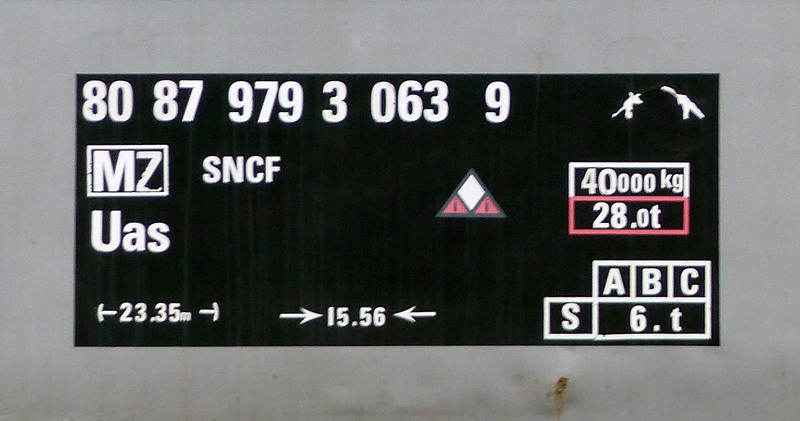 80 87 979 3 063 9
MZ SNCF
Uas
40000 kg
28.0t
A B C
S 6.t
23.35m 15.56